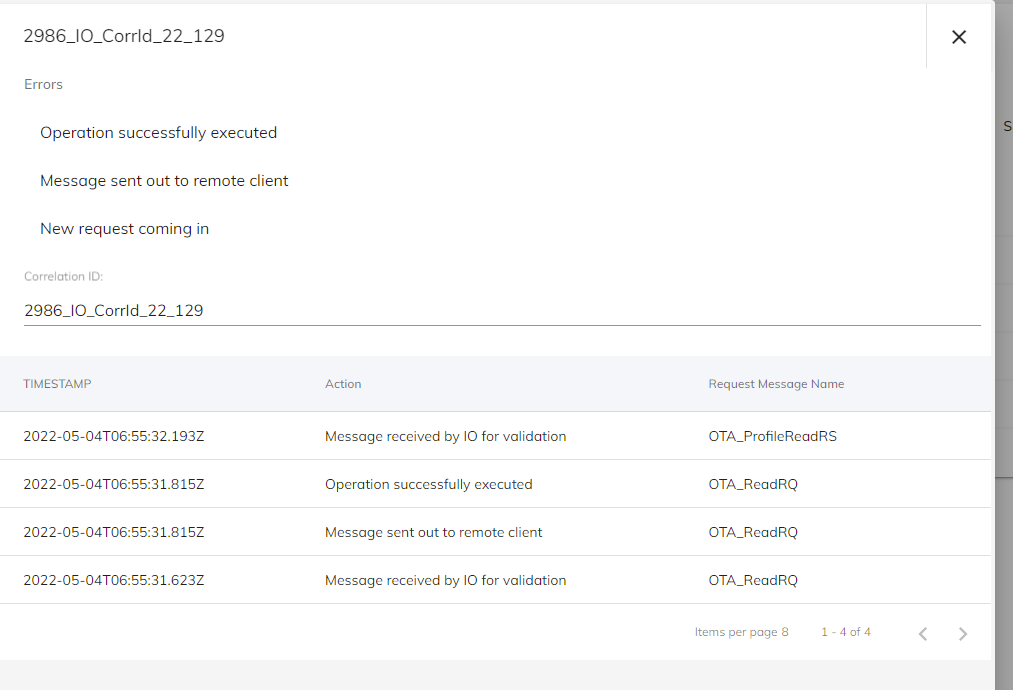 2986_IO_CorrId_22_129
Errors
Operation successfully executed
Message sent out to remote client
New request coming in
Correlation ID:
2986_IO_CorrId_22_129
TIMESTAMP Action Request Message Name
2022-05-04T06:55:32.193Z Message received by IO for validation OTA_ProfileReadRS
2022-05-04T06:55:31.815Z Operation successfully executed OTA_ReadRQ
2022-05-04T06:55:31.815Z Message sent out to remote client OTA_ReadRQ
2022-05-04T06:55:31.623Z Message received by IO for validation OTA_ReadRQ
Items per page 8 1 - 4 of 4